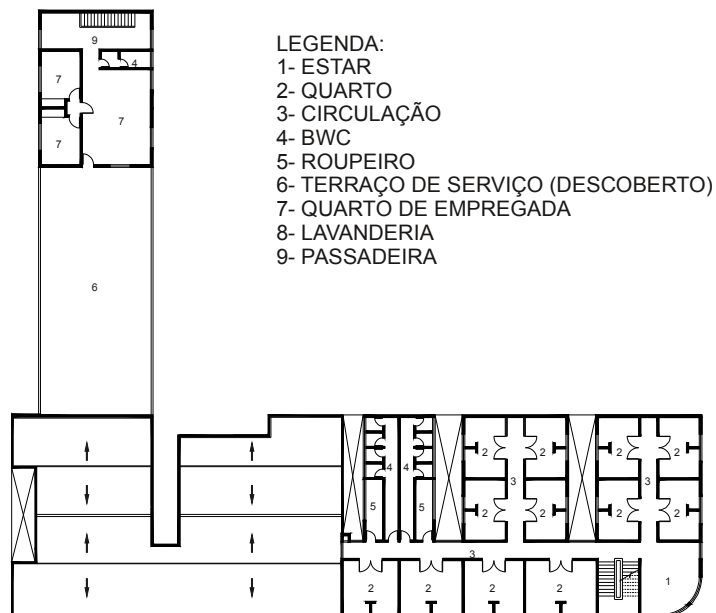 LEGENDA:
1- ESTAR
2- QUARTO
3- CIRCULAÇÃO
4- BWC
5- ROUPEIRO
6- TERRAÇO DE SERVIÇO (DESCOBERTO)
7- QUARTO DE EMPREGADA
8- LAVANDERIA
9- PASSADEIRA
9
4
7
7
7
6
2 2 2 2
4 4
3 3
5 5
2 2 2 2
3
2 2 2 2
1